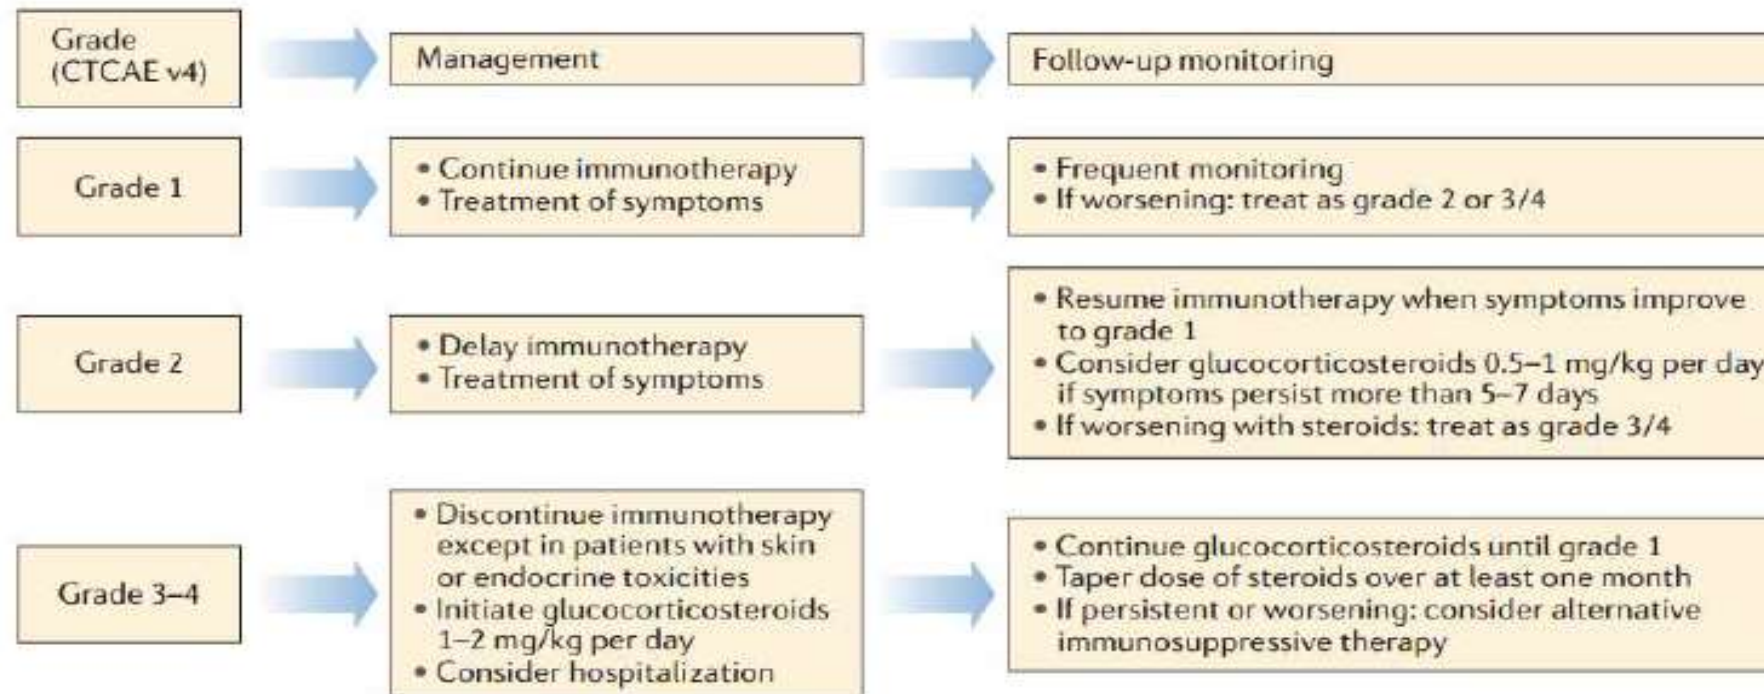 Grade
(CTCAE v4)
Management
Follow-up monitoring
Grade 1
• Continue immunotherapy
• Treatment of symptoms
• Frequent monitoring
• If worsening: treat as grade 2 or 3/4
Grade 2
• Delay immunotherapy
• Treatment of symptoms
• Resume immunotherapy when symptoms improve
to grade 1
• Consider glucocorticosteroids 0.5–1 mg/kg per day
if symptoms persist more than 5–7 days
• If worsening with steroids: treat as grade 3/4
Grade 3–4
• Discontinue immunotherapy
except in patients with skin
or endocrine toxicities
• Initiate glucocorticosteroids
1–2 mg/kg per day
• Consider hospitalization
• Continue glucocorticosteroids until grade 1
• Taper dose of steroids over at least one month
• If persistent or worsening: consider alternative
immunosuppressive therapy